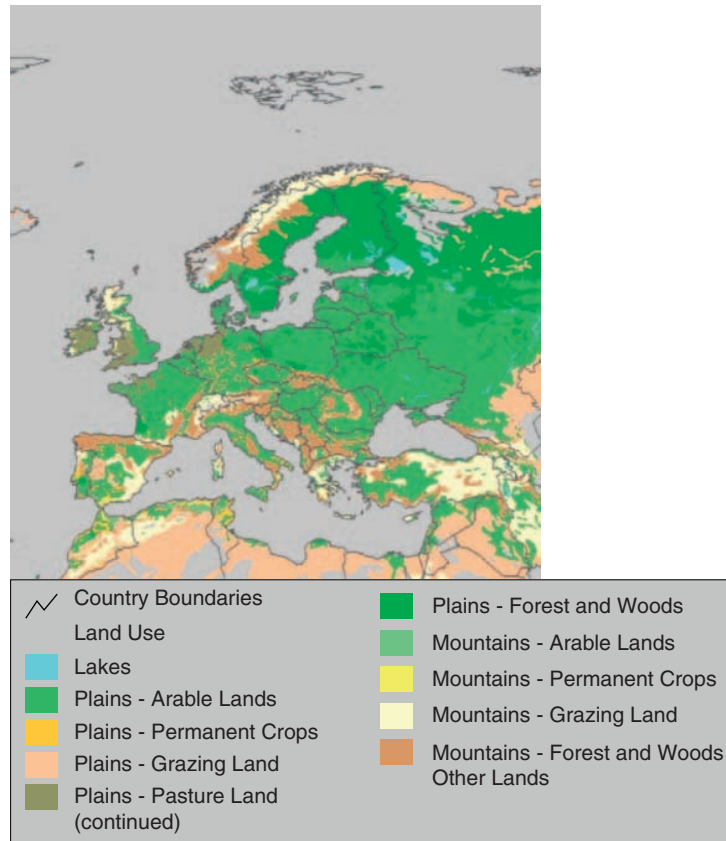 Country Boundaries
Land Use
Lakes
Plains - Arable Lands
Plains - Permanent Crops
Plains - Grazing Land
Plains - Pasture Land
(continued)
Plains - Forest and Woods
Mountains - Arable Lands
Mountains - Permanent Crops
Mountains - Grazing Land
Mountains - Forest and Woods
Other Lands